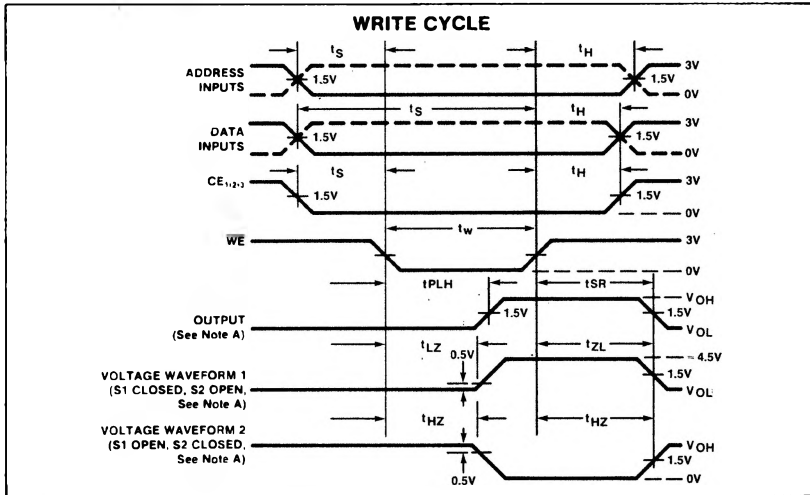 WRITE CYCLE
tS tH
ADDRESS INPUTS 1.5V 1.5V 3V 0V
tS tH
DATA INPUTS 1.5V 1.5V 3V 0V
tS tH
CE1,2,3 1.5V 1.5V 3V 0V
tw
WE 3V 0V
tPLH tSR
OUTPUT 1.5V 1.5V VOH VOL
(See Note A)
tLZ 0.5V tZL 4.5V
VOLTAGE WAVEFORM 1 1.5V VOL
(S1 CLOSED, S2 OPEN,
See Note A)
tHZ tHZ
VOLTAGE WAVEFORM 2 VOH
(S1 OPEN, S2 CLOSED, 1.5V
See Note A) 0.5V 0V